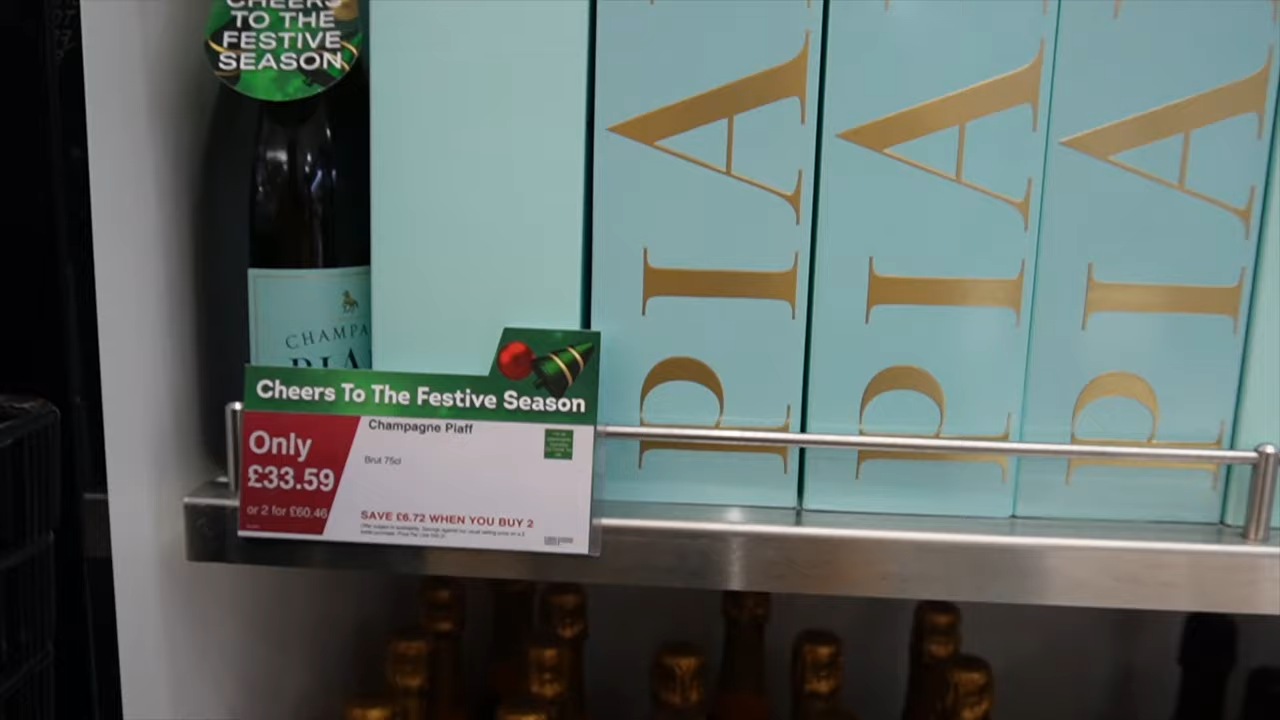 CHEERS
TO THE
FESTIVE
SEASON
CHAMPA
PIA
PIA
PIA
PIA
Cheers To The Festive Season
Only
£33.59
or 2 for £60.46
Champagne Piaff
Brut 75cl
SAVE £6.72 WHEN YOU BUY 2